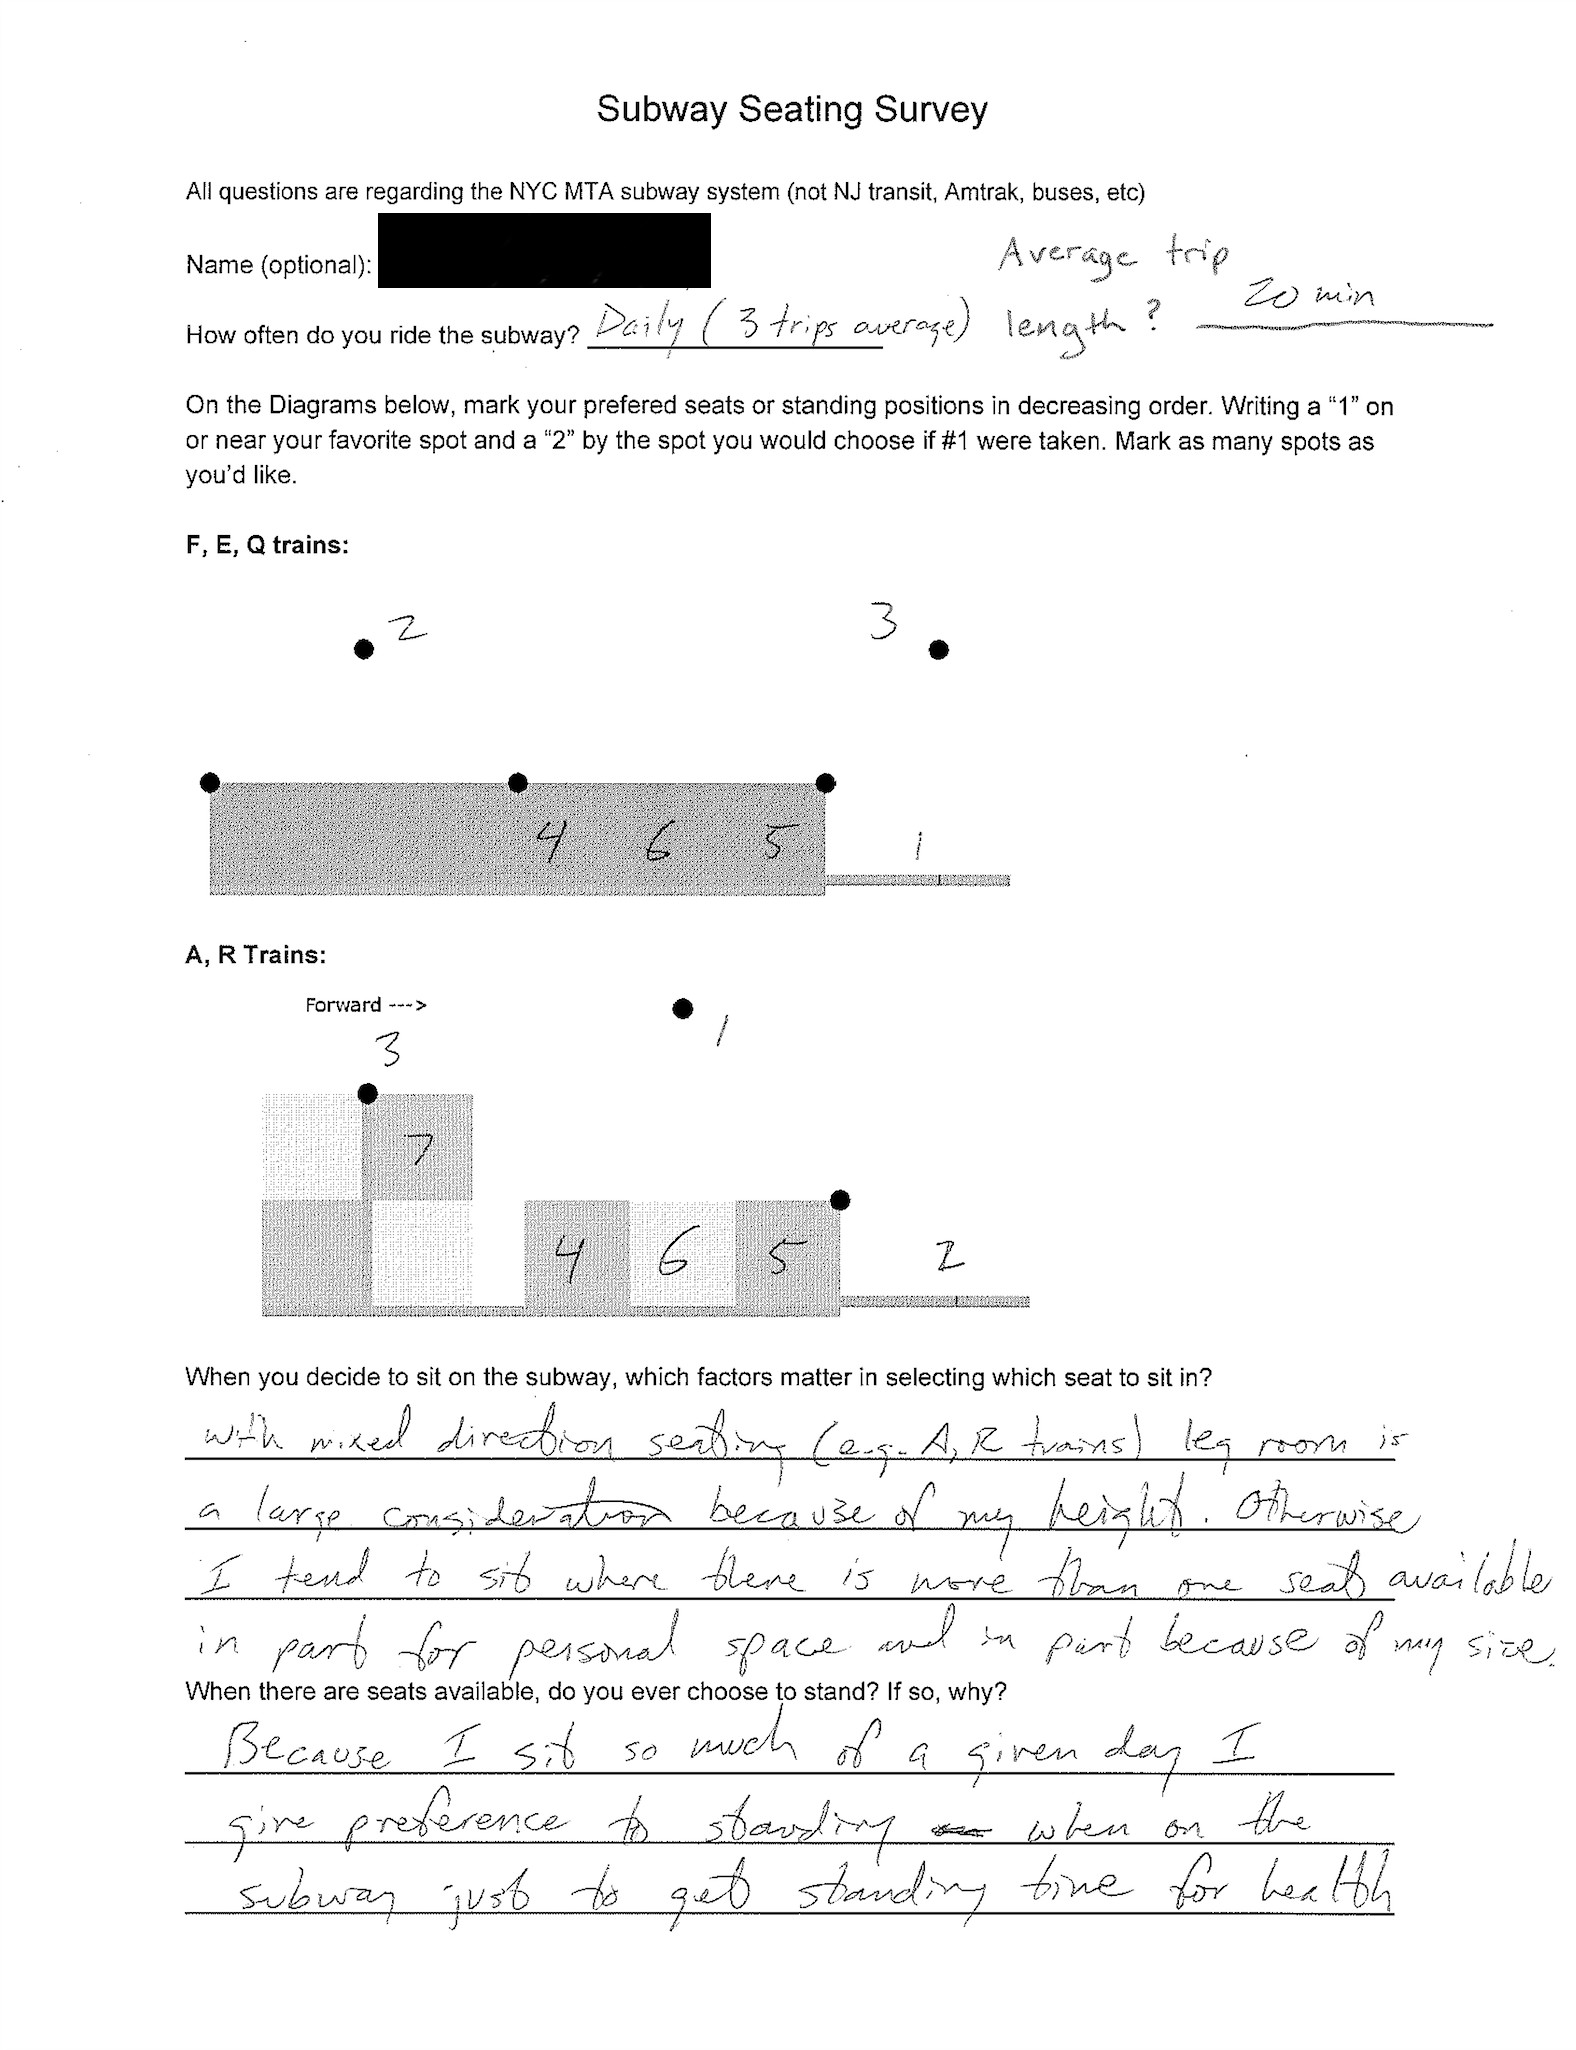 Subway Seating Survey
All questions are regarding the NYC MTA subway system (not NJ transit, Amtrak, buses, etc)
Name (optional):
Average trip
length? 20 min
How often do you ride the subway? Daily (3 trips average)
On the Diagrams below, mark your prefered seats or standing positions in decreasing order. Writing a “1” on
or near your favorite spot and a “2” by the spot you would choose if #1 were taken. Mark as many spots as
you’d like.
F, E, Q trains:
2 3
4 6 5 1
A, R Trains:
Forward --->
3 1
7
4 6 5 2
When you decide to sit on the subway, which factors matter in selecting which seat to sit in?
with mixed direction seating (e.g. A, R trains) leg room is
a large consideration because of my height. Otherwise
I tend to sit where there is more than one seat available
in part for personal space and in part because of my size.
When there are seats available, do you ever choose to stand? If so, why?
Because I sit so much of a given day I
give preference to standing when on the
subway just to get standing time for health